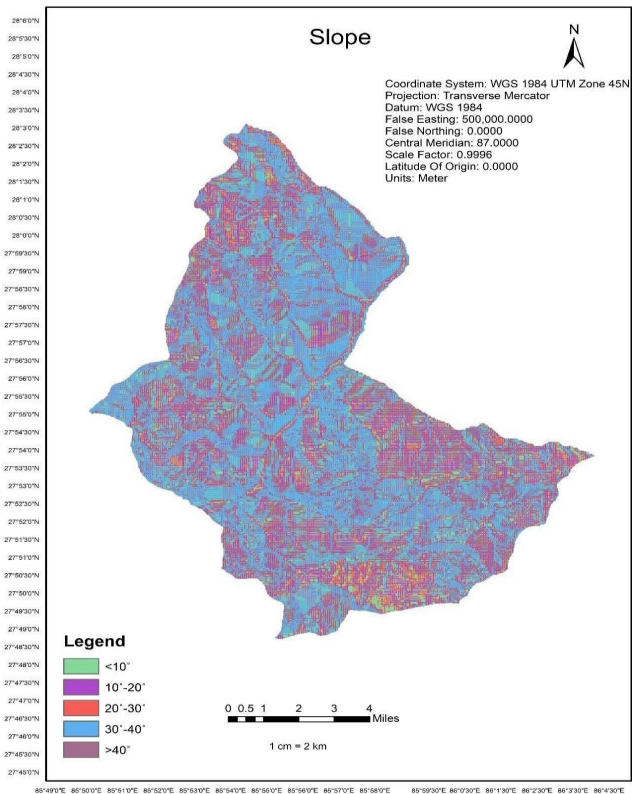 Slope
N
Coordinate System: WGS 1984 UTM Zone 45N
Projection: Transverse Mercator
Datum: WGS 1984
False Easting: 500,000.0000
False Northing: 0.0000
Central Meridian: 87.0000
Scale Factor: 0.9996
Latitude Of Origin: 0.0000
Units: Meter
28°6'0"N
28°5'30"N
28°5'0"N
28°4'30"N
28°4'0"N
28°3'30"N
28°3'0"N
28°2'30"N
28°2'0"N
28°1'30"N
28°1'0"N
28°0'30"N
28°0'0"N
27°59'30"N
27°59'0"N
27°58'30"N
27°58'0"N
27°57'30"N
27°57'0"N
27°56'30"N
27°56'0"N
27°55'30"N
27°55'0"N
27°54'30"N
27°54'0"N
27°53'30"N
27°53'0"N
27°52'30"N
27°52'0"N
27°51'30"N
27°51'0"N
27°50'30"N
27°50'0"N
27°49'30"N
27°49'0"N
27°48'30"N
27°48'0"N
27°47'30"N
27°47'0"N
27°46'30"N
27°46'0"N
27°45'30"N
27°45'0"N
Legend
<10°
10°-20°
20°-30°
30°-40°
>40°
0 0.5 1 2 3 4
Miles
1 cm = 2 km
85°49'0"E 85°50'0"E 85°51'0"E 85°52'0"E 85°53'0"E 85°54'0"E 85°56'0"E 85°56'0"E 85°57'0"E 85°58'0"E 85°59'30"E 86°0'30"E 86°1'30"E 86°2'30"E 86°3'30"E 86°4'30"E